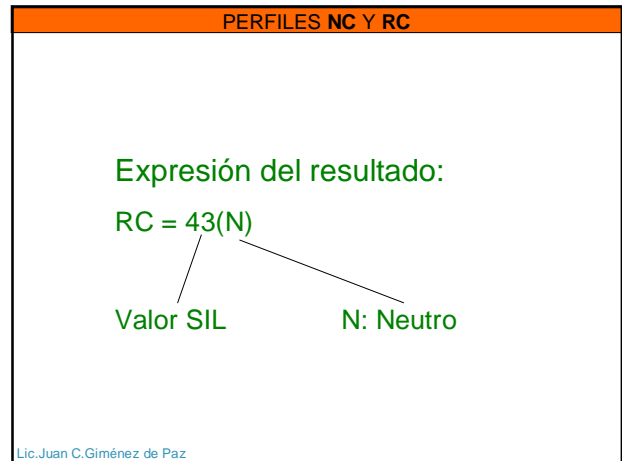 PERFILES NC Y RC
Expresión del resultado:
RC = 43(N)
Valor SIL N: Neutro
Lic.Juan C.Giménez de Paz